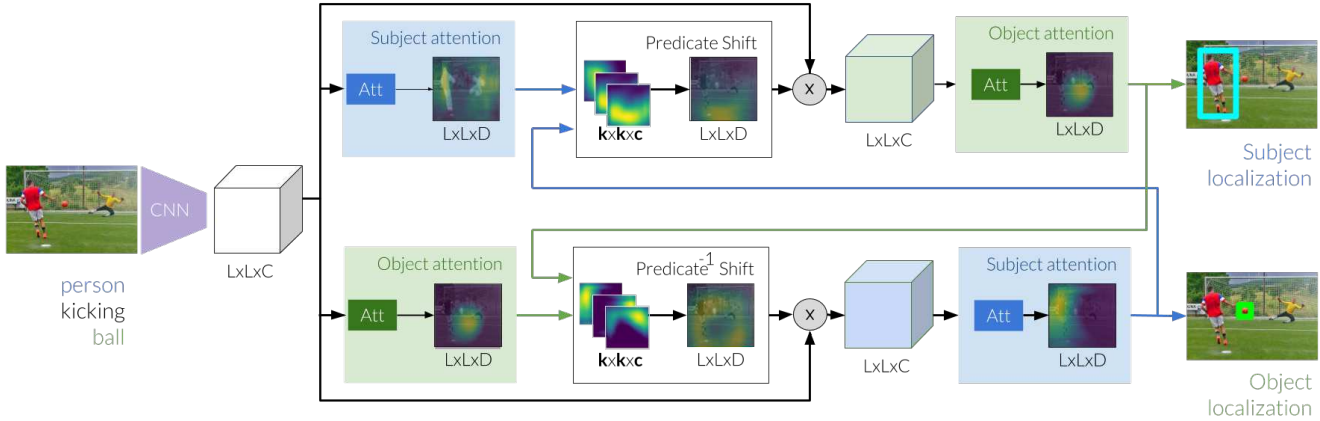 Subject attention
Att
LxLxD
Predicate Shift
kxkxc
LxLxD
x
LxLxC
Object attention
Att
LxLxD
Subject
localization
CNN
LxLxC
person
kicking
ball
Object attention
Att
LxLxD
Predicate-1 Shift
kxkxc
LxLxD
x
LxLxC
Subject attention
Att
LxLxD
Object
localization